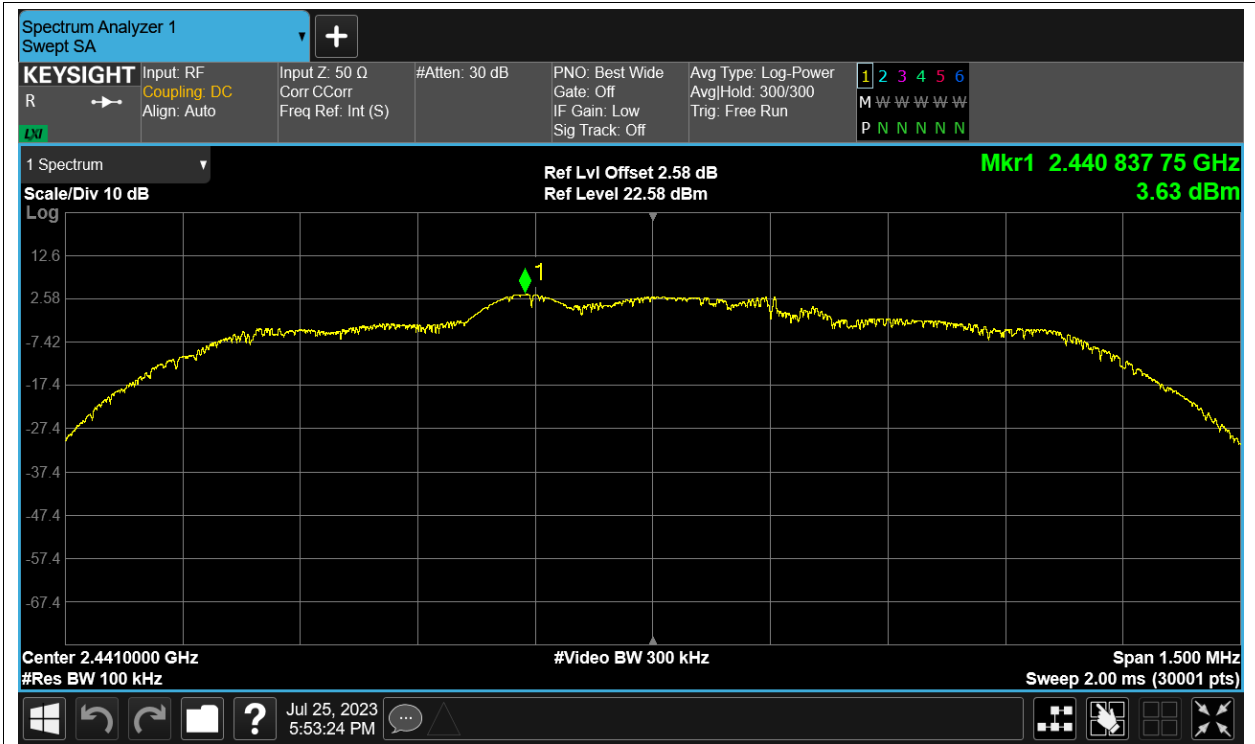 Spectrum Analyzer 1
Swept SA
KEYSIGHT
R
LXI
Input: RF
Coupling: DC
Align: Auto
Input Z: 50 Ω
Corr CCorr
Freq Ref: Int (S)
#Atten: 30 dB
PNO: Best Wide
Gate: Off
IF Gain: Low
Sig Track: Off
Avg Type: Log-Power
Avg|Hold: 300/300
Trig: Free Run
1 2 3 4 5 6
M W W W W W
P N N N N N
1 Spectrum
Scale/Div 10 dB
Log
Ref Lvl Offset 2.58 dB
Ref Level 22.58 dBm
Mkr1 2.440 837 75 GHz
3.63 dBm
12.6
2.58
-7.42
-17.4
-27.4
-37.4
-47.4
-57.4
-67.4
1
Center 2.4410000 GHz
#Res BW 100 kHz
#Video BW 300 kHz
Span 1.500 MHz
Sweep 2.00 ms (30001 pts)
?
Jul 25, 2023
5:53:24 PM